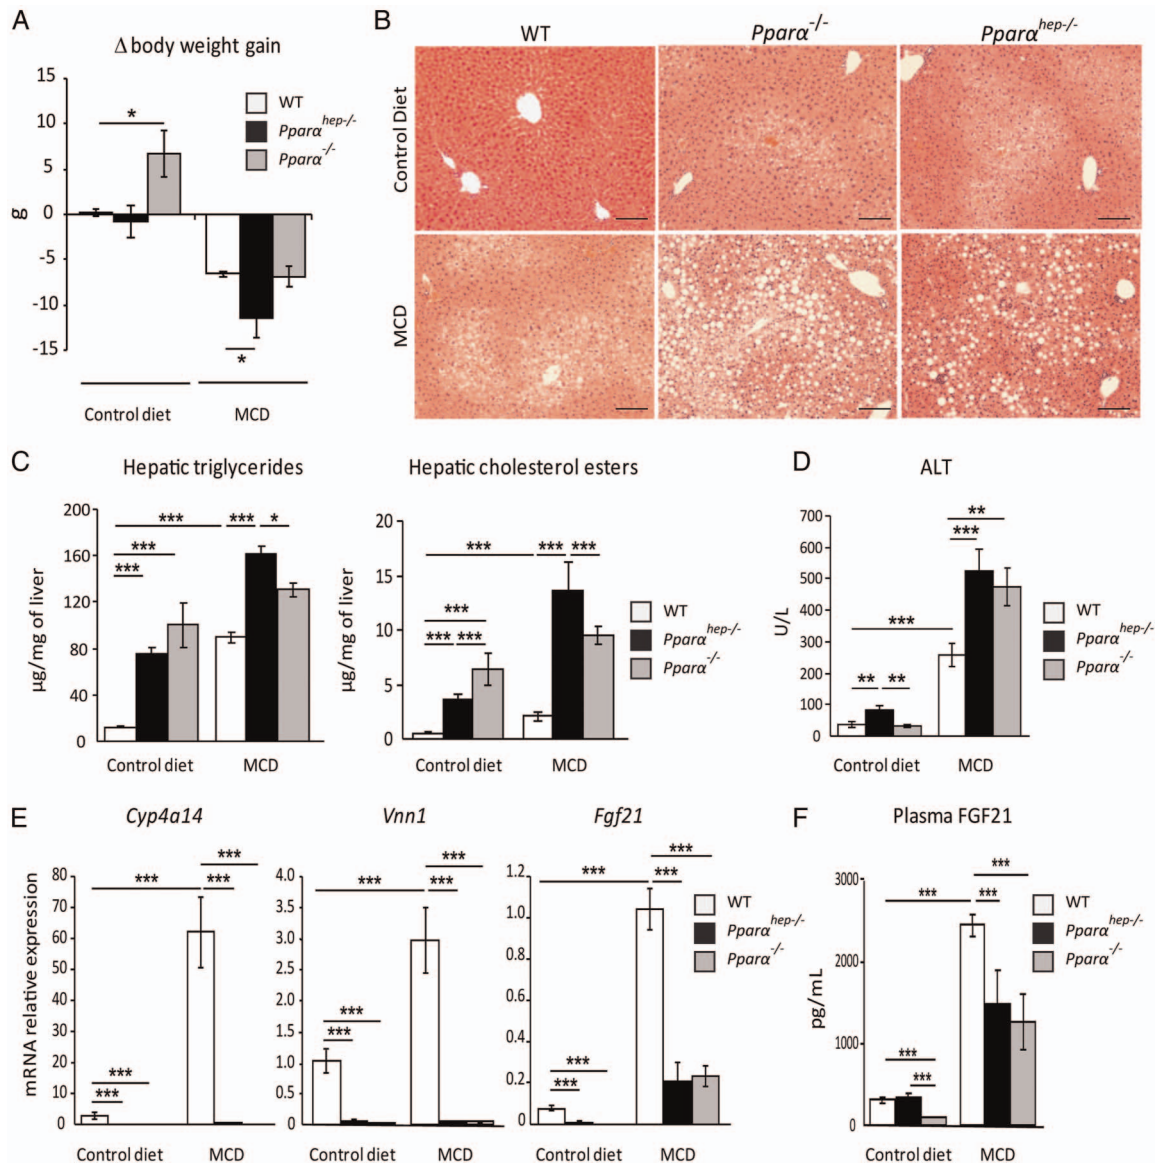 A
Δ body weight gain
15
10
5
0
-5
-10
-15
g
*
*
WT
Pparα hep-/-
Pparα -/-
Control diet
MCD
B
WT
Pparα -/-
Pparα hep-/-
Control Diet
MCD
C
Hepatic triglycerides
200
160
120
80
40
0
µg/mg of liver
***
***
***
***
*
Control diet
MCD
Hepatic cholesterol esters
20
15
10
5
0
µg/mg of liver
***
***
***
***
***
***
Control diet
MCD
WT
Pparα hep-/-
Pparα -/-
D
ALT
700
600
500
400
300
200
100
0
U/L
**
***
***
**
**
Control diet
MCD
WT
Pparα hep-/-
Pparα -/-
E
Cyp4a14
mRNA relative expression
80
70
60
50
40
30
20
10
0
***
***
***
***
***
Control diet
MCD
Vnn1
4.0
3.5
3.0
2.5
2.0
1.5
1.0
0.5
0
***
***
***
***
***
Control diet
MCD
Fgf21
1.2
1.0
0.8
0.6
0.4
0.2
0
***
***
***
***
***
Control diet
MCD
WT
Pparα hep-/-
Pparα -/-
F
Plasma FGF21
3000
2000
1000
0
pg/mL
***
***
***
***
***
Control diet
MCD
WT
Pparα hep-/-
Pparα -/-